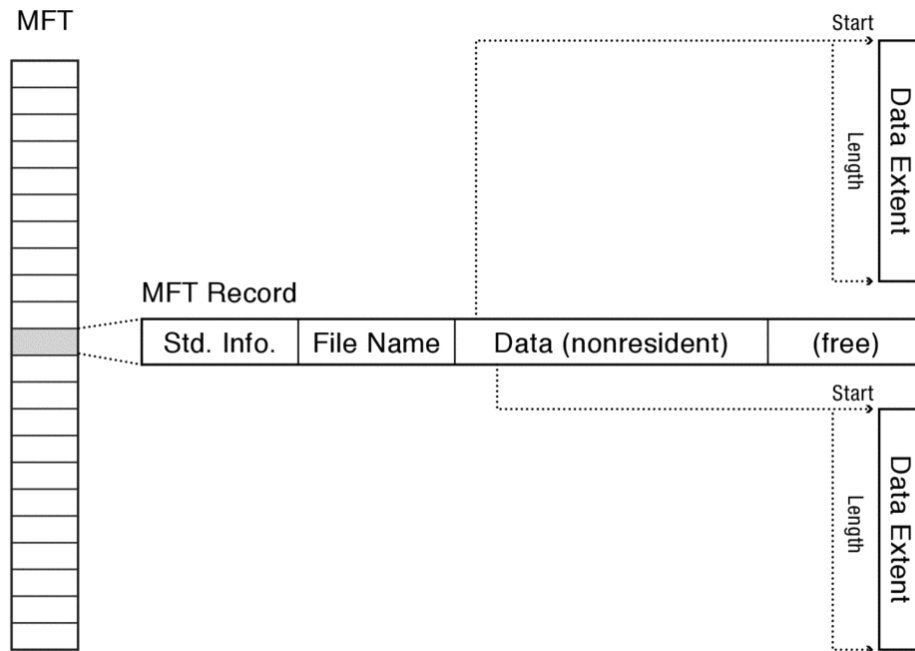 MFT
Start
Data Extent
Length
MFT Record
Std. Info.
File Name
Data (nonresident)
(free)
Start
Data Extent
Length